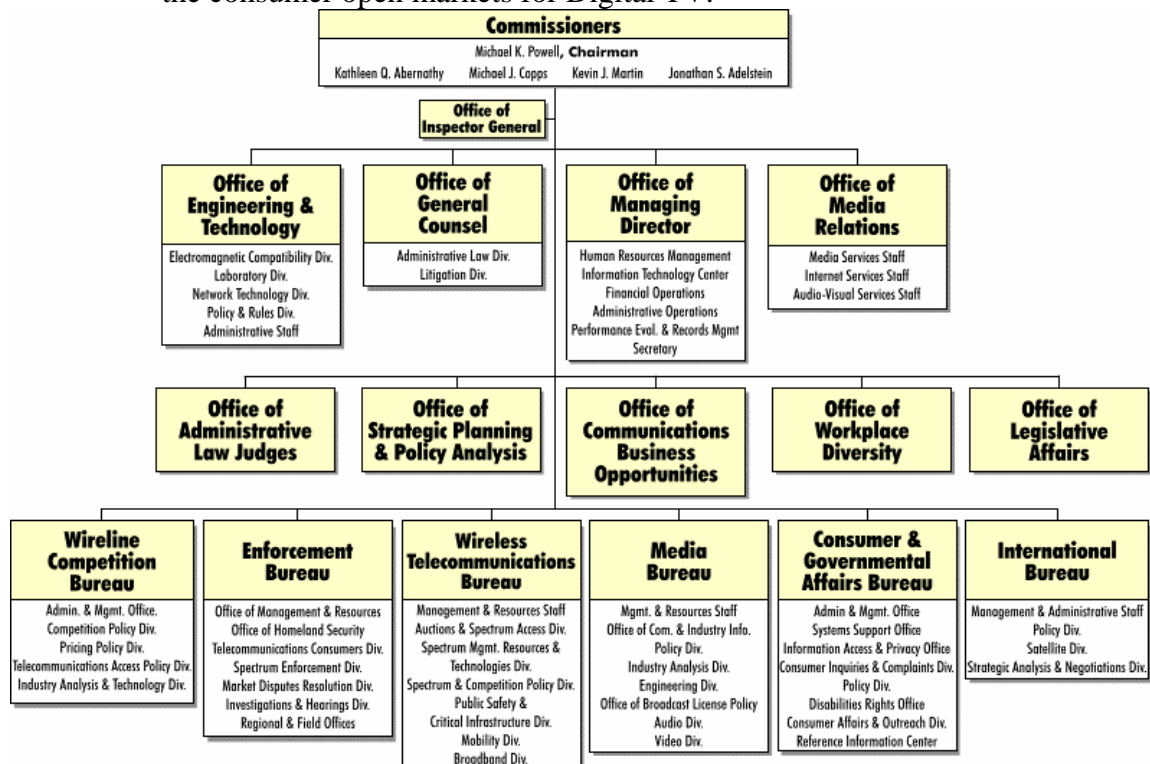 the consumer open markets for Digital TV.
Commissioners
Michael K. Powell, Chairman
Kathleen Q. Abernathy Michael J. Copps Kevin J. Martin Jonathan S. Adelstein
Office of
Inspector General
Office of
Engineering &
Technology
Electromagnetic Compatibility Div.
Laboratory Div.
Network Technology Div.
Policy & Rules Div.
Administrative Staff
Office of
General
Counsel
Administrative Law Div.
Litigation Div.
Office of
Managing
Director
Human Resources Management
Information Technology Center
Financial Operations
Administrative Operations
Performance Eval. & Records Mgmt
Secretary
Office of
Media
Relations
Media Services Staff
Internet Services Staff
Audio-Visual Services Staff
Office of
Administrative
Law Judges
Office of
Strategic Planning
& Policy Analysis
Office of
Communications
Business
Opportunities
Office of
Workplace
Diversity
Office of
Legislative
Affairs
Wireline
Competition
Bureau
Admin. & Mgmt. Office.
Competition Policy Div.
Pricing Policy Div.
Telecommunications Access Policy Div.
Industry Analysis & Technology Div.
Enforcement
Bureau
Office of Management & Resources
Office of Homeland Security
Telecommunications Consumers Div.
Spectrum Enforcement Div.
Market Disputes Resolution Div.
Investigations & Hearings Div.
Regional & Field Offices
Wireless
Telecommunications
Bureau
Management & Resources Staff
Auctions & Spectrum Access Div.
Spectrum Mgmt. Resources &
Technologies Div.
Spectrum & Competition Policy Div.
Public Safety &
Critical Infrastructure Div.
Mobility Div.
Broadband Div.
Media
Bureau
Mgmt. & Resources Staff
Office of Com. & Industry Info.
Policy Div.
Industry Analysis Div.
Engineering Div.
Office of Broadcast License Policy
Audio Div.
Video Div.
Consumer &
Governmental
Affairs Bureau
Admin & Mgmt. Office
Systems Support Office
Information Access & Privacy Office
Consumer Inquiries & Complaints Div.
Policy Div.
Disabilities Rights Office
Consumer Affairs & Outreach Div.
Reference Information Center
International
Bureau
Management & Administrative Staff
Policy Div.
Satellite Div.
Strategic Analysis & Negotiations Div.